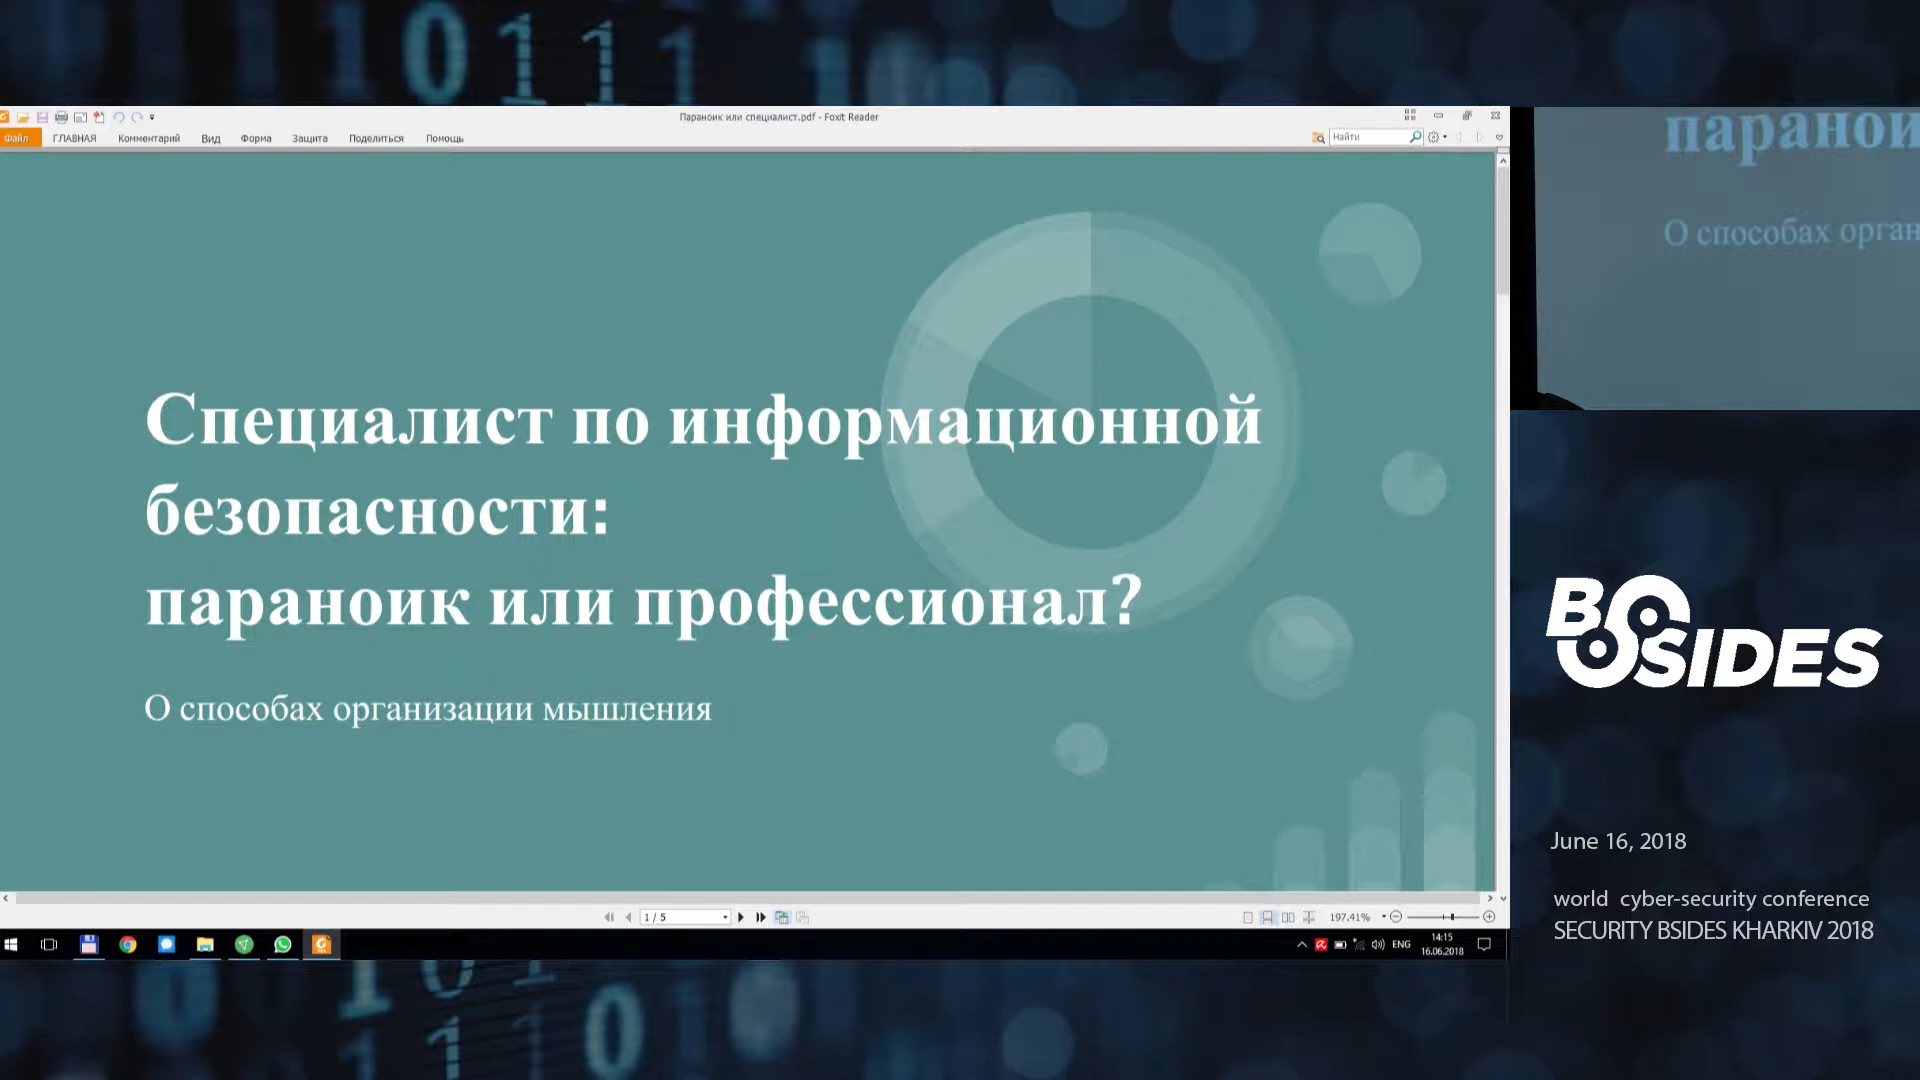 Параноик или специалист.pdf - Foxit Reader
Файл ГЛАВНАЯ Комментарий Вид Форма Защита Поделиться Помощь Найти
Специалист по информационной
безопасности:
параноик или профессионал?
О способах организации мышления
1 / 5
197,41%
ENG
14:15
16.06.2018
парано
О способах орган
BSIDES
June 16, 2018
world cyber-security conference
SECURITY BSIDES KHARKIV 2018